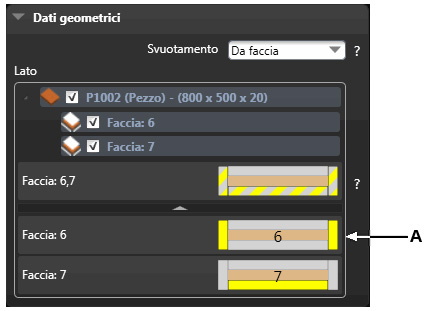 Dati geometrici
Svuotamento Da faccia ?
Lato
P1002 (Pezzo) - (800 x 500 x 20)
Faccia: 6
Faccia: 7
Faccia: 6,7 ?
Faccia: 6 6 A
Faccia: 7 7